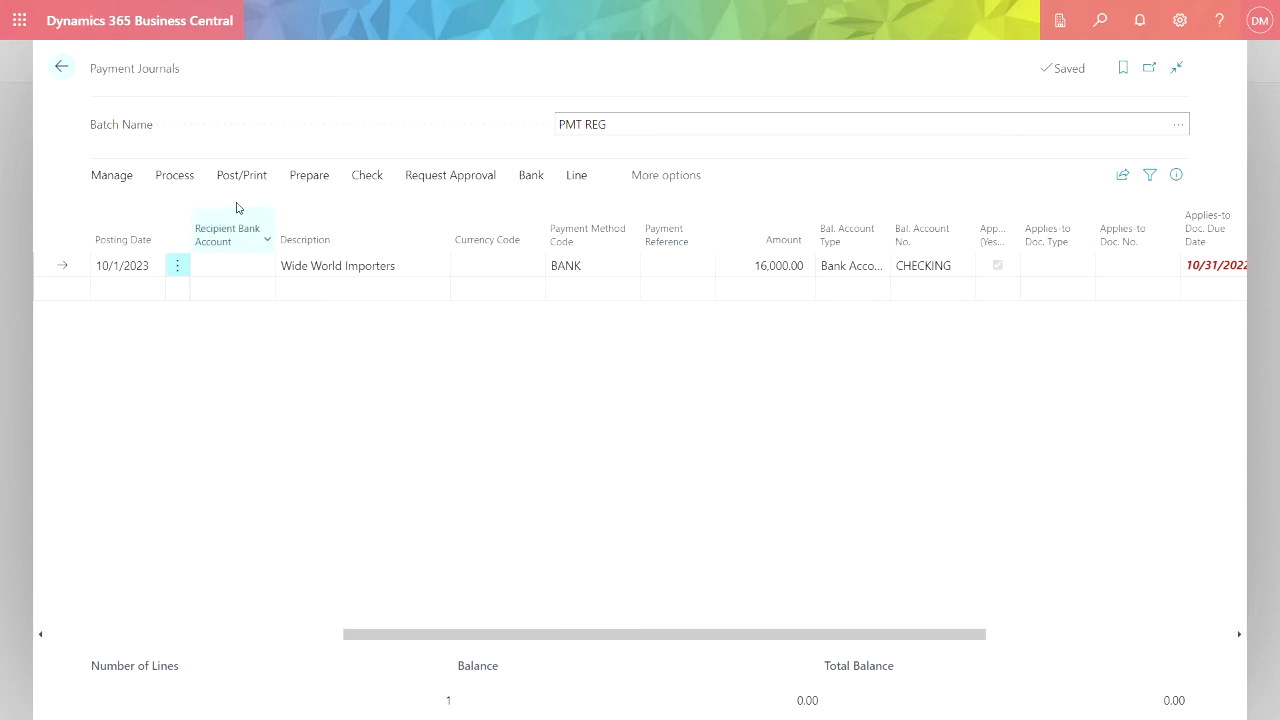 Dynamics 365 Business Central
DM
Payment Journals
Saved
Batch Name
PMT REG
Manage Process Post/Print Prepare Check Request Approval Bank Line More options
Posting Date
Recipient Bank
Account
Description
Currency Code
Payment Method
Code
Payment
Reference
Amount
Bal. Account
Type
Bal. Account
No.
App...
(Yes...
Applies-to
Doc. Type
Applies-to
Doc. No.
Applies-to
Doc. Due
Date
10/1/2023 Wide World Importers BANK 16,000.00 Bank Acco... CHECKING 10/31/2022
Number of Lines Balance Total Balance
1 0.00 0.00